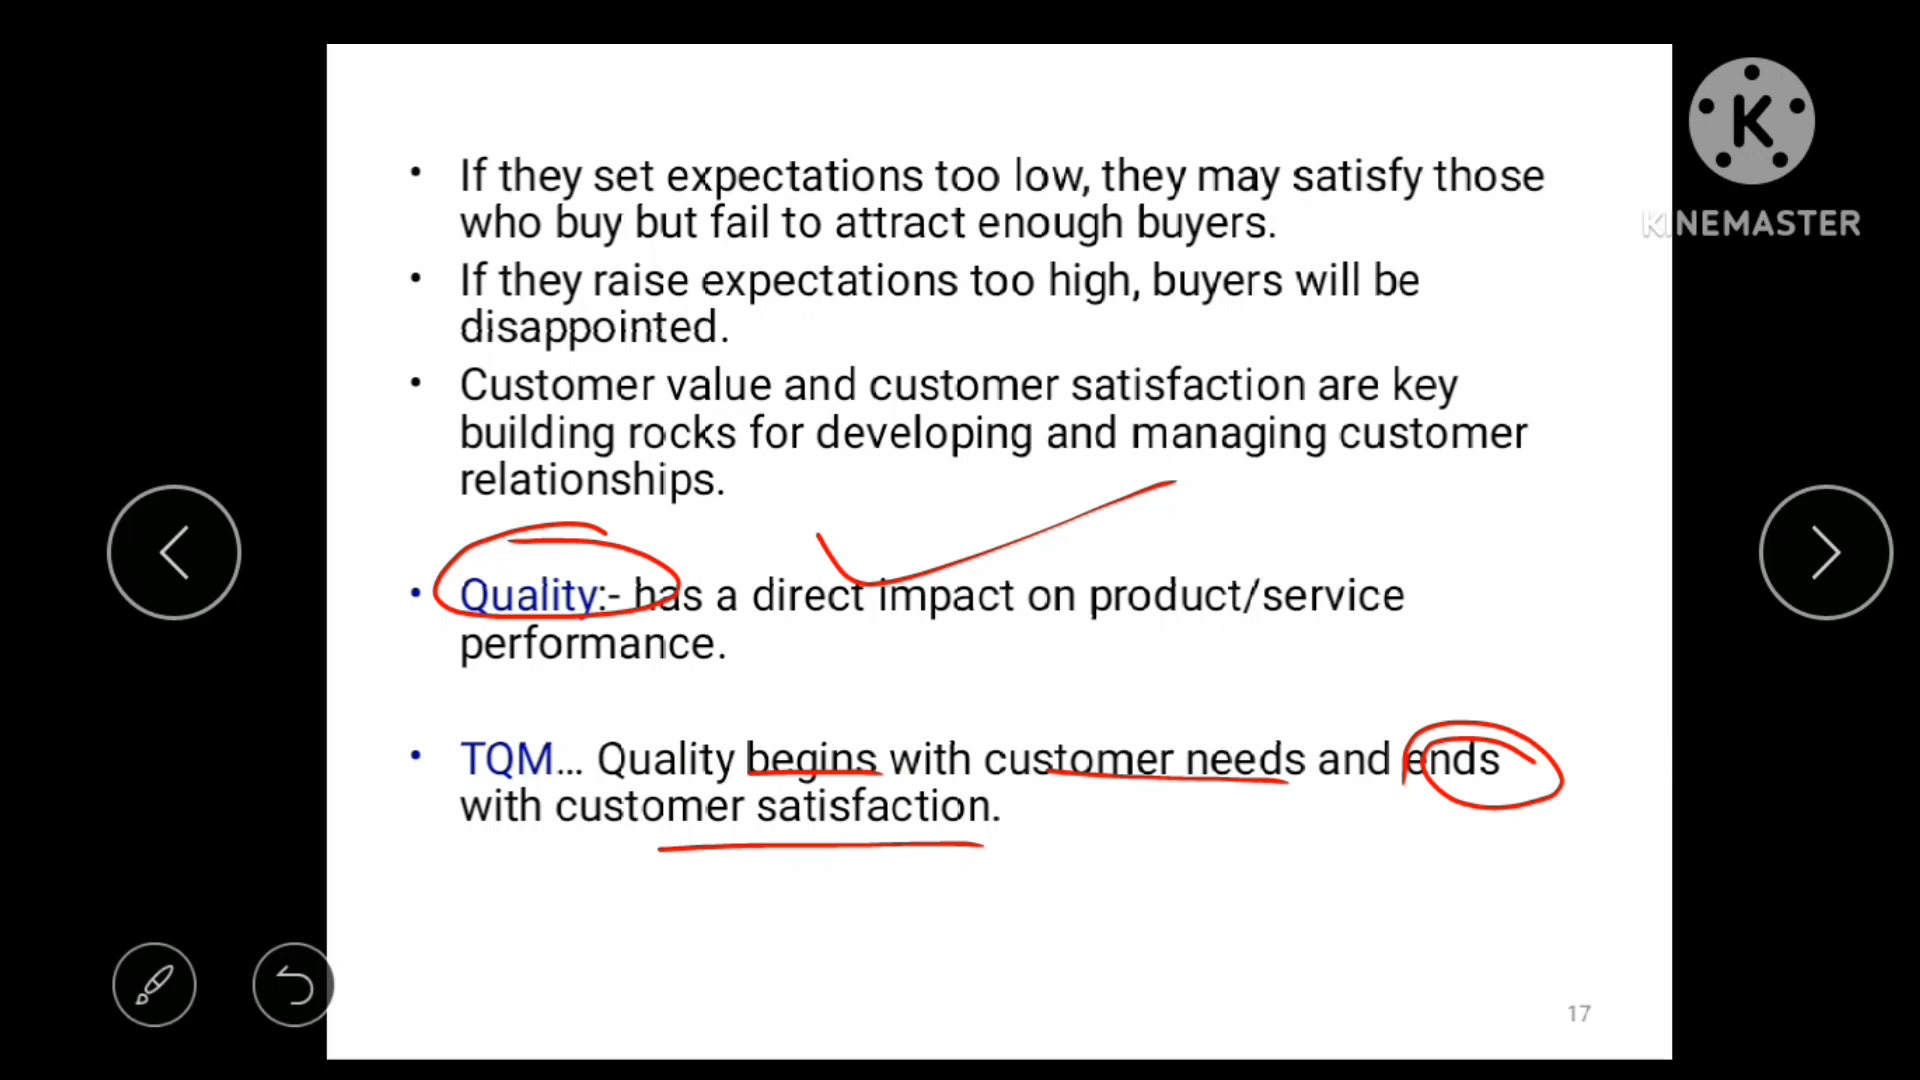 • If they set expectations too low, they may satisfy those
who buy but fail to attract enough buyers.
• If they raise expectations too high, buyers will be
disappointed.
• Customer value and customer satisfaction are key
building rocks for developing and managing customer
relationships.
• Quality:- has a direct impact on product/service
performance.
• TQM... Quality begins with customer needs and ends
with customer satisfaction.
17
K
KINEMASTER